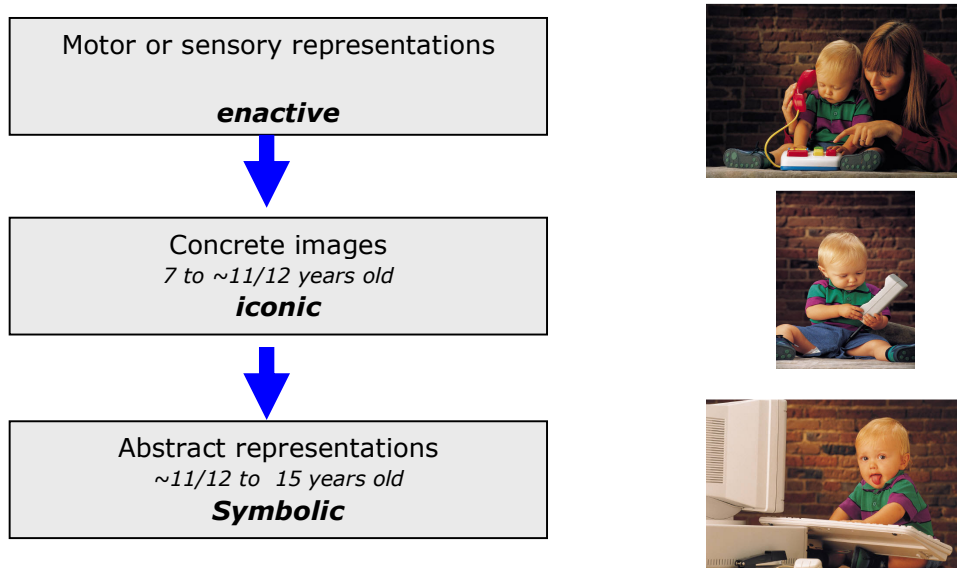 Motor or sensory representations
enactive
Concrete images
7 to ~11/12 years old
iconic
Abstract representations
~11/12 to 15 years old
Symbolic